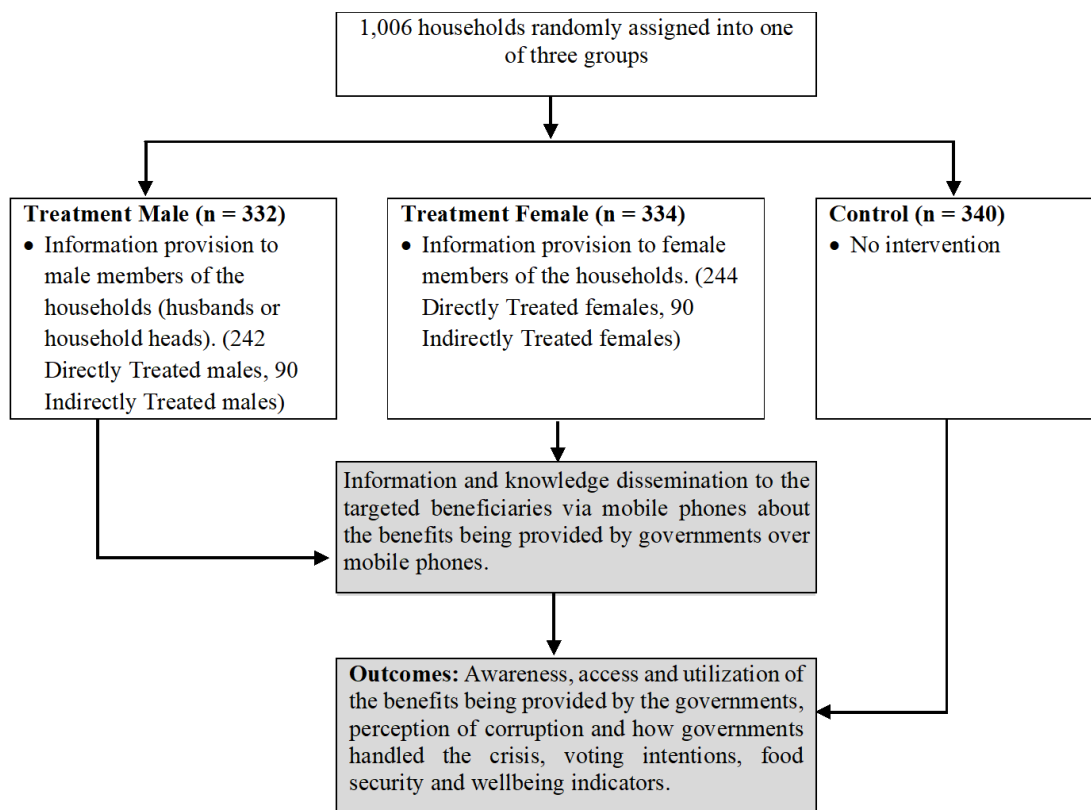 1,006 households randomly assigned into one
of three groups
Treatment Male (n = 332)
• Information provision to
male members of the
households (husbands or
household heads). (242
Directly Treated males, 90
Indirectly Treated males)
Treatment Female (n = 334)
• Information provision to female
members of the households. (244
Directly Treated females, 90
Indirectly Treated females)
Control (n = 340)
• No intervention
Information and knowledge dissemination to the
targeted beneficiaries via mobile phones about
the benefits being provided by governments over
mobile phones.
Outcomes: Awareness, access and utilization of
the benefits being provided by the governments,
perception of corruption and how governments
handled the crisis, voting intentions, food
security and wellbeing indicators.